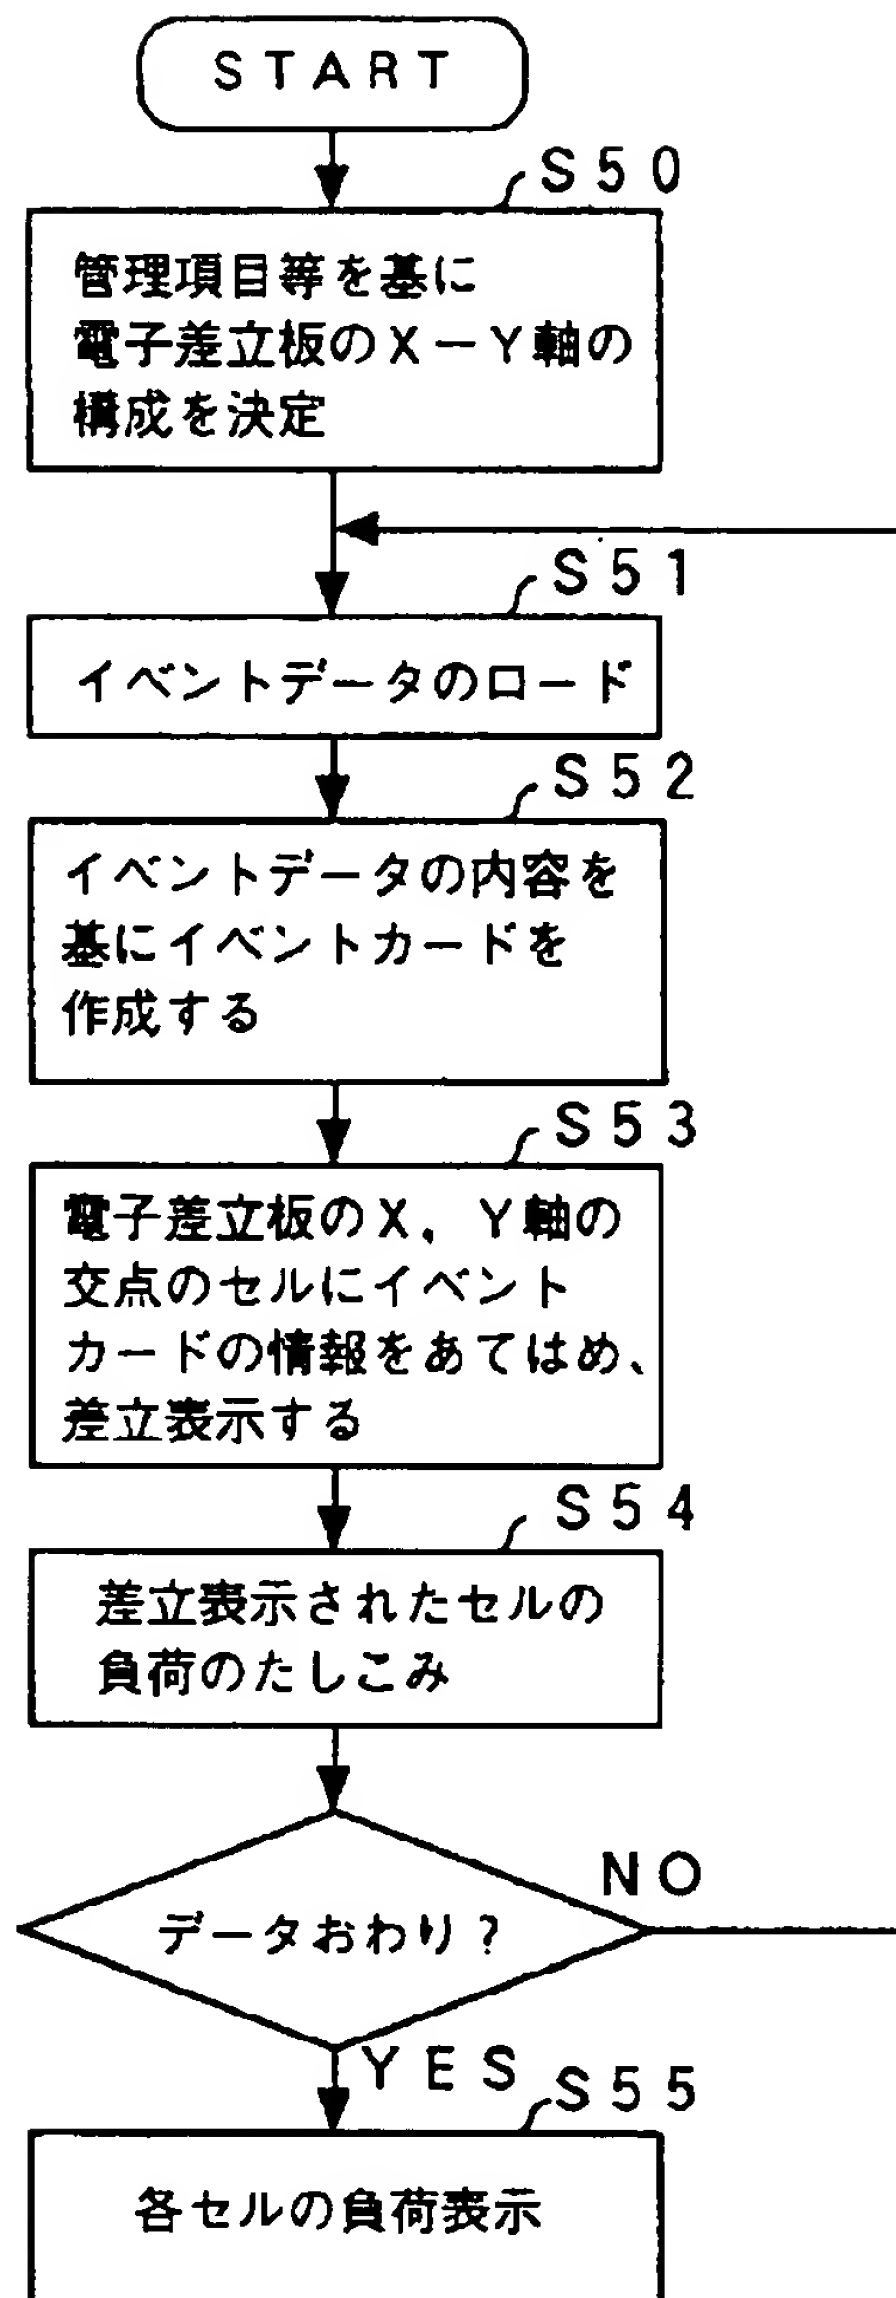 START
S50
管理項目等を基に
電子差立板のX－Y軸の
構成を決定
S51
イベントデータのロード
S52
イベントデータの内容を
基にイベントカードを
作成する
S53
電子差立板のX，Y軸の
交点のセルにイベント
カードの情報をあてはめ、
差立表示する
S54
差立表示されたセルの
負荷のたしこみ
NO
データおわり？
YES
S55
各セルの負荷表示